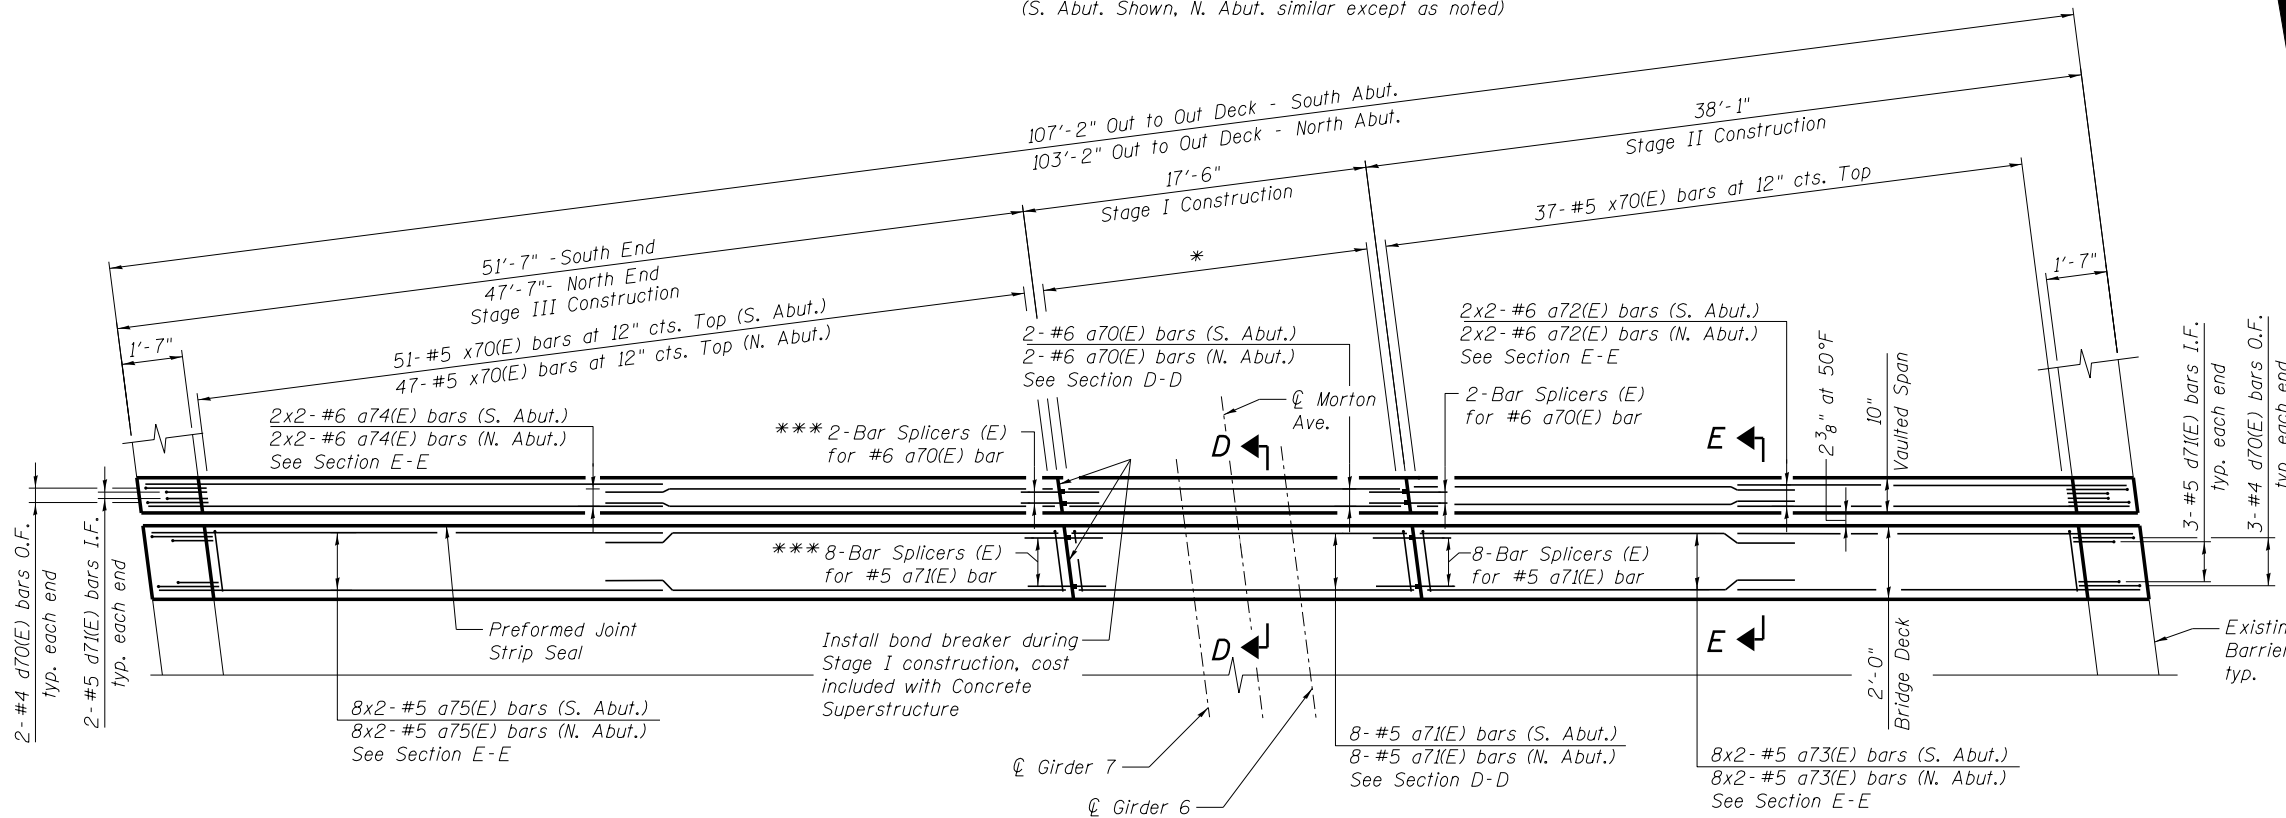 (S. Abut. Shown, N. Abut. similar except as noted)
107'-2" Out to Out Deck - South Abut.
103'-2" Out to Out Deck - North Abut.
38'-1"
Stage II Construction
17'-6"
Stage I Construction
37-#5 x70(E) bars at 12" cts. Top
51'-7" -South End
47'-7"- North End
Stage III Construction
*
51-#5 x70(E) bars at 12" cts. Top (S. Abut.)
47-#5 x70(E) bars at 12" cts. Top (N. Abut.)
1'-7"
1'-7"
2-#6 a70(E) bars (S. Abut.)
2-#6 a70(E) bars (N. Abut.)
See Section D-D
2x2-#6 a72(E) bars (S. Abut.)
2x2-#6 a72(E) bars (N. Abut.)
See Section E-E
2x2-#6 a74(E) bars (S. Abut.)
2x2-#6 a74(E) bars (N. Abut.)
See Section E-E
*** 2-Bar Splicers (E)
for #6 a70(E) bar
℄ Morton
Ave.
2-Bar Splicers (E)
for #6 a70(E) bar
D
E
2 3/8" at 50°F
10"
Vaulted Span
3-#5 d71(E) bars I.F.
typ. each end
3-#4 d70(E) bars O.F.
typ. each end
2-#4 d70(E) bars O.F.
typ. each end
2-#5 d71(E) bars I.F.
typ. each end
*** 8-Bar Splicers (E)
for #5 a71(E) bar
8-Bar Splicers (E)
for #5 a71(E) bar
Preformed Joint
Strip Seal
Install bond breaker during
Stage I construction, cost
included with Concrete
Superstructure
D
E
2'-0"
Bridge Deck
Barrier
typ.
8x2-#5 a75(E) bars (S. Abut.)
8x2-#5 a75(E) bars (N. Abut.)
See Section E-E
℄ Girder 7
℄ Girder 6
8-#5 a71(E) bars (S. Abut.)
8-#5 a71(E) bars (N. Abut.)
See Section D-D
8x2-#5 a73(E) bars (S. Abut.)
8x2-#5 a73(E) bars (N. Abut.)
See Section E-E